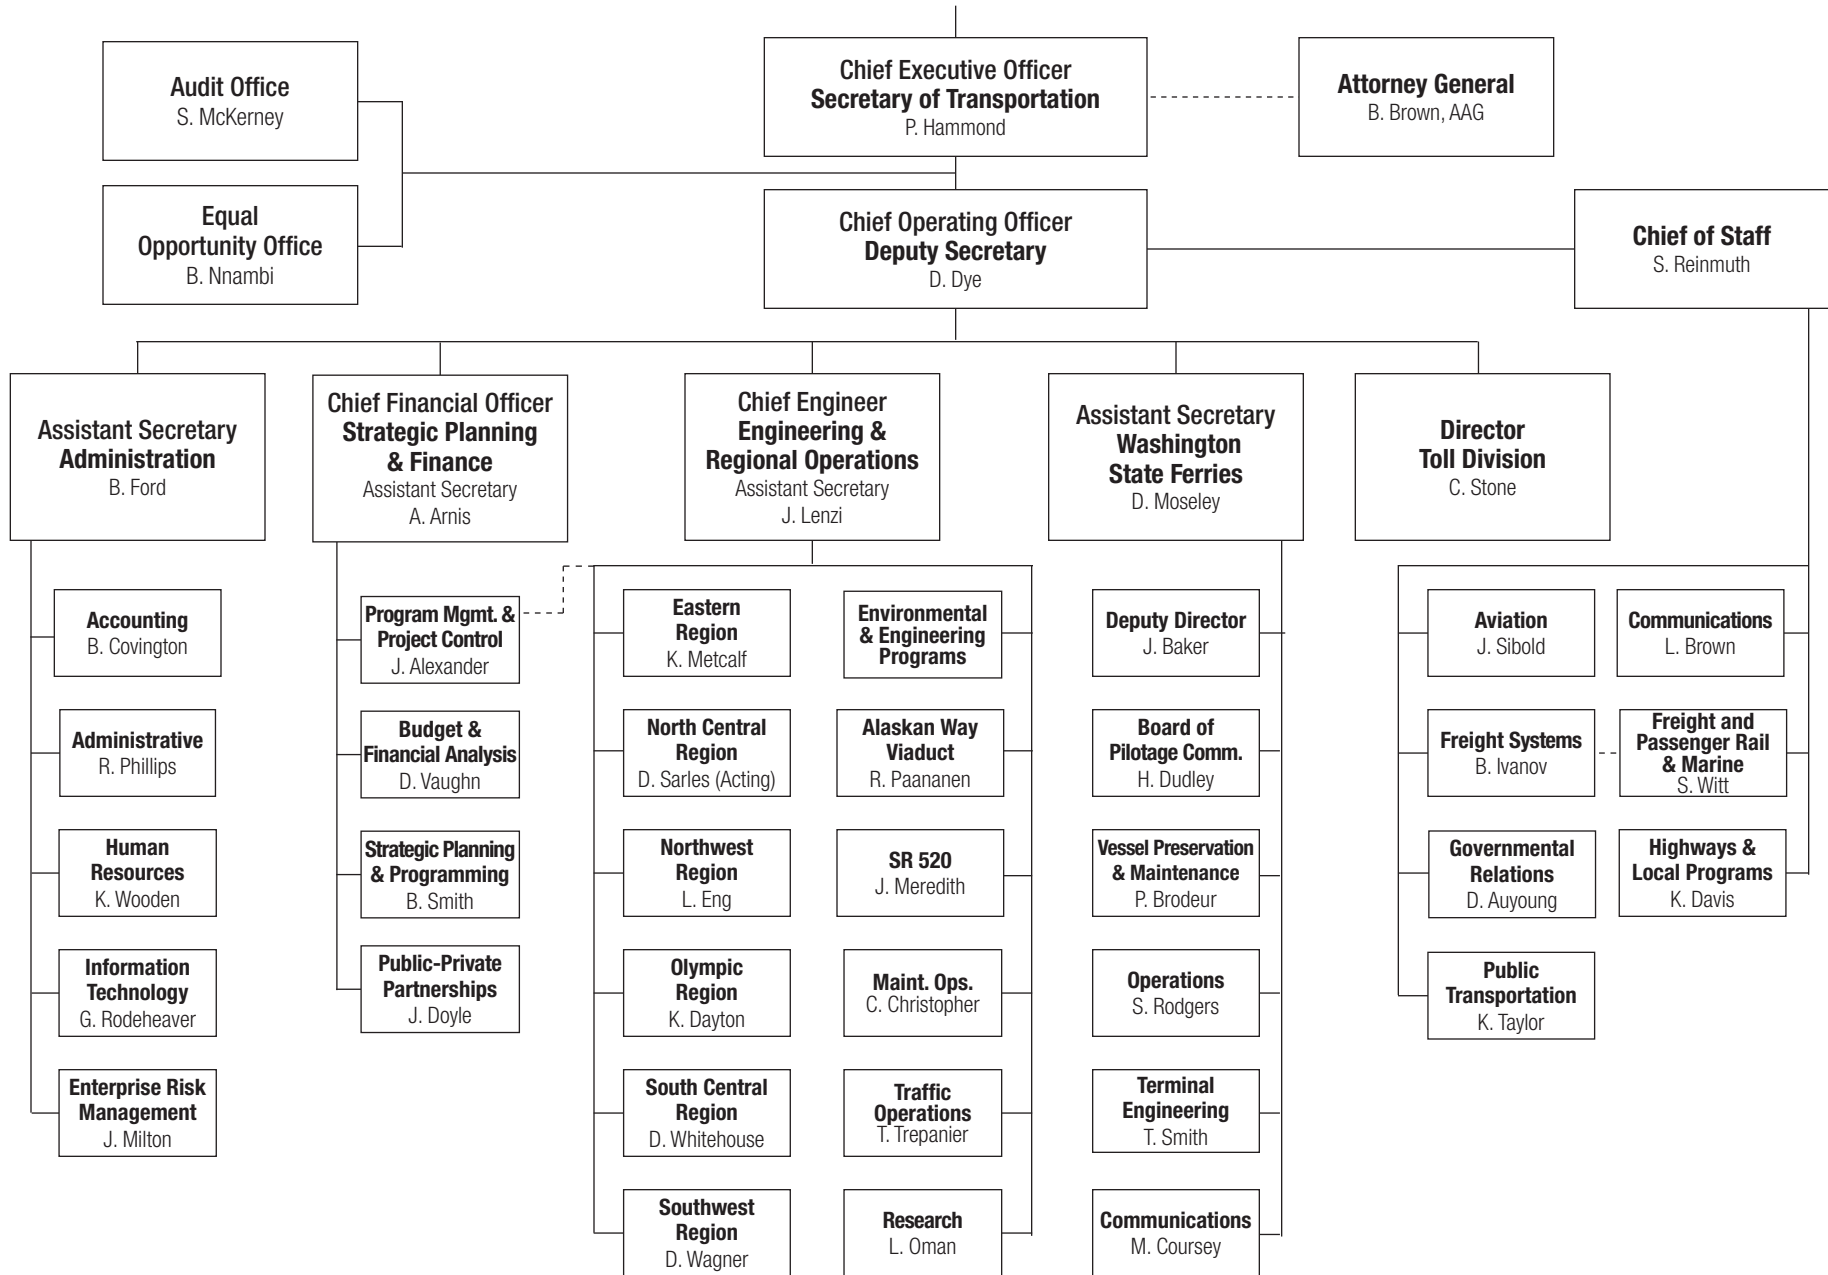 Audit Office
S. McKerney
Chief Executive Officer
Secretary of Transportation
P. Hammond
Attorney General
B. Brown, AAG
Equal
Opportunity Office
B. Nnambi
Chief Operating Officer
Deputy Secretary
D. Dye
Chief of Staff
S. Reinmuth
Assistant Secretary
Administration
B. Ford
Chief Financial Officer
Strategic Planning
& Finance
Assistant Secretary
A. Arnis
Chief Engineer
Engineering &
Regional Operations
Assistant Secretary
J. Lenzi
Assistant Secretary
Washington
State Ferries
D. Moseley
Director
Toll Division
C. Stone
Accounting
B. Covington
Administrative
R. Phillips
Human
Resources
K. Wooden
Information
Technology
G. Rodeheaver
Enterprise Risk
Management
J. Milton
Program Mgmt. &
Project Control
J. Alexander
Budget &
Financial Analysis
D. Vaughn
Strategic Planning
& Programming
B. Smith
Public-Private
Partnerships
J. Doyle
Eastern
Region
K. Metcalf
North Central
Region
D. Sarles (Acting)
Northwest
Region
L. Eng
Olympic
Region
K. Dayton
South Central
Region
D. Whitehouse
Southwest
Region
D. Wagner
Environmental
& Engineering
Programs
Alaskan Way
Viaduct
R. Paananen
SR 520
J. Meredith
Maint. Ops.
C. Christopher
Traffic
Operations
T. Trepanier
Research
L. Oman
Deputy Director
J. Baker
Board of
Pilotage Comm.
H. Dudley
Vessel Preservation
& Maintenance
P. Brodeur
Operations
S. Rodgers
Terminal
Engineering
T. Smith
Communications
M. Coursey
Aviation
J. Sibold
Freight Systems
B. Ivanov
Governmental
Relations
D. Auyoung
Public
Transportation
K. Taylor
Communications
L. Brown
Freight and
Passenger Rail
& Marine
S. Witt
Highways &
Local Programs
K. Davis